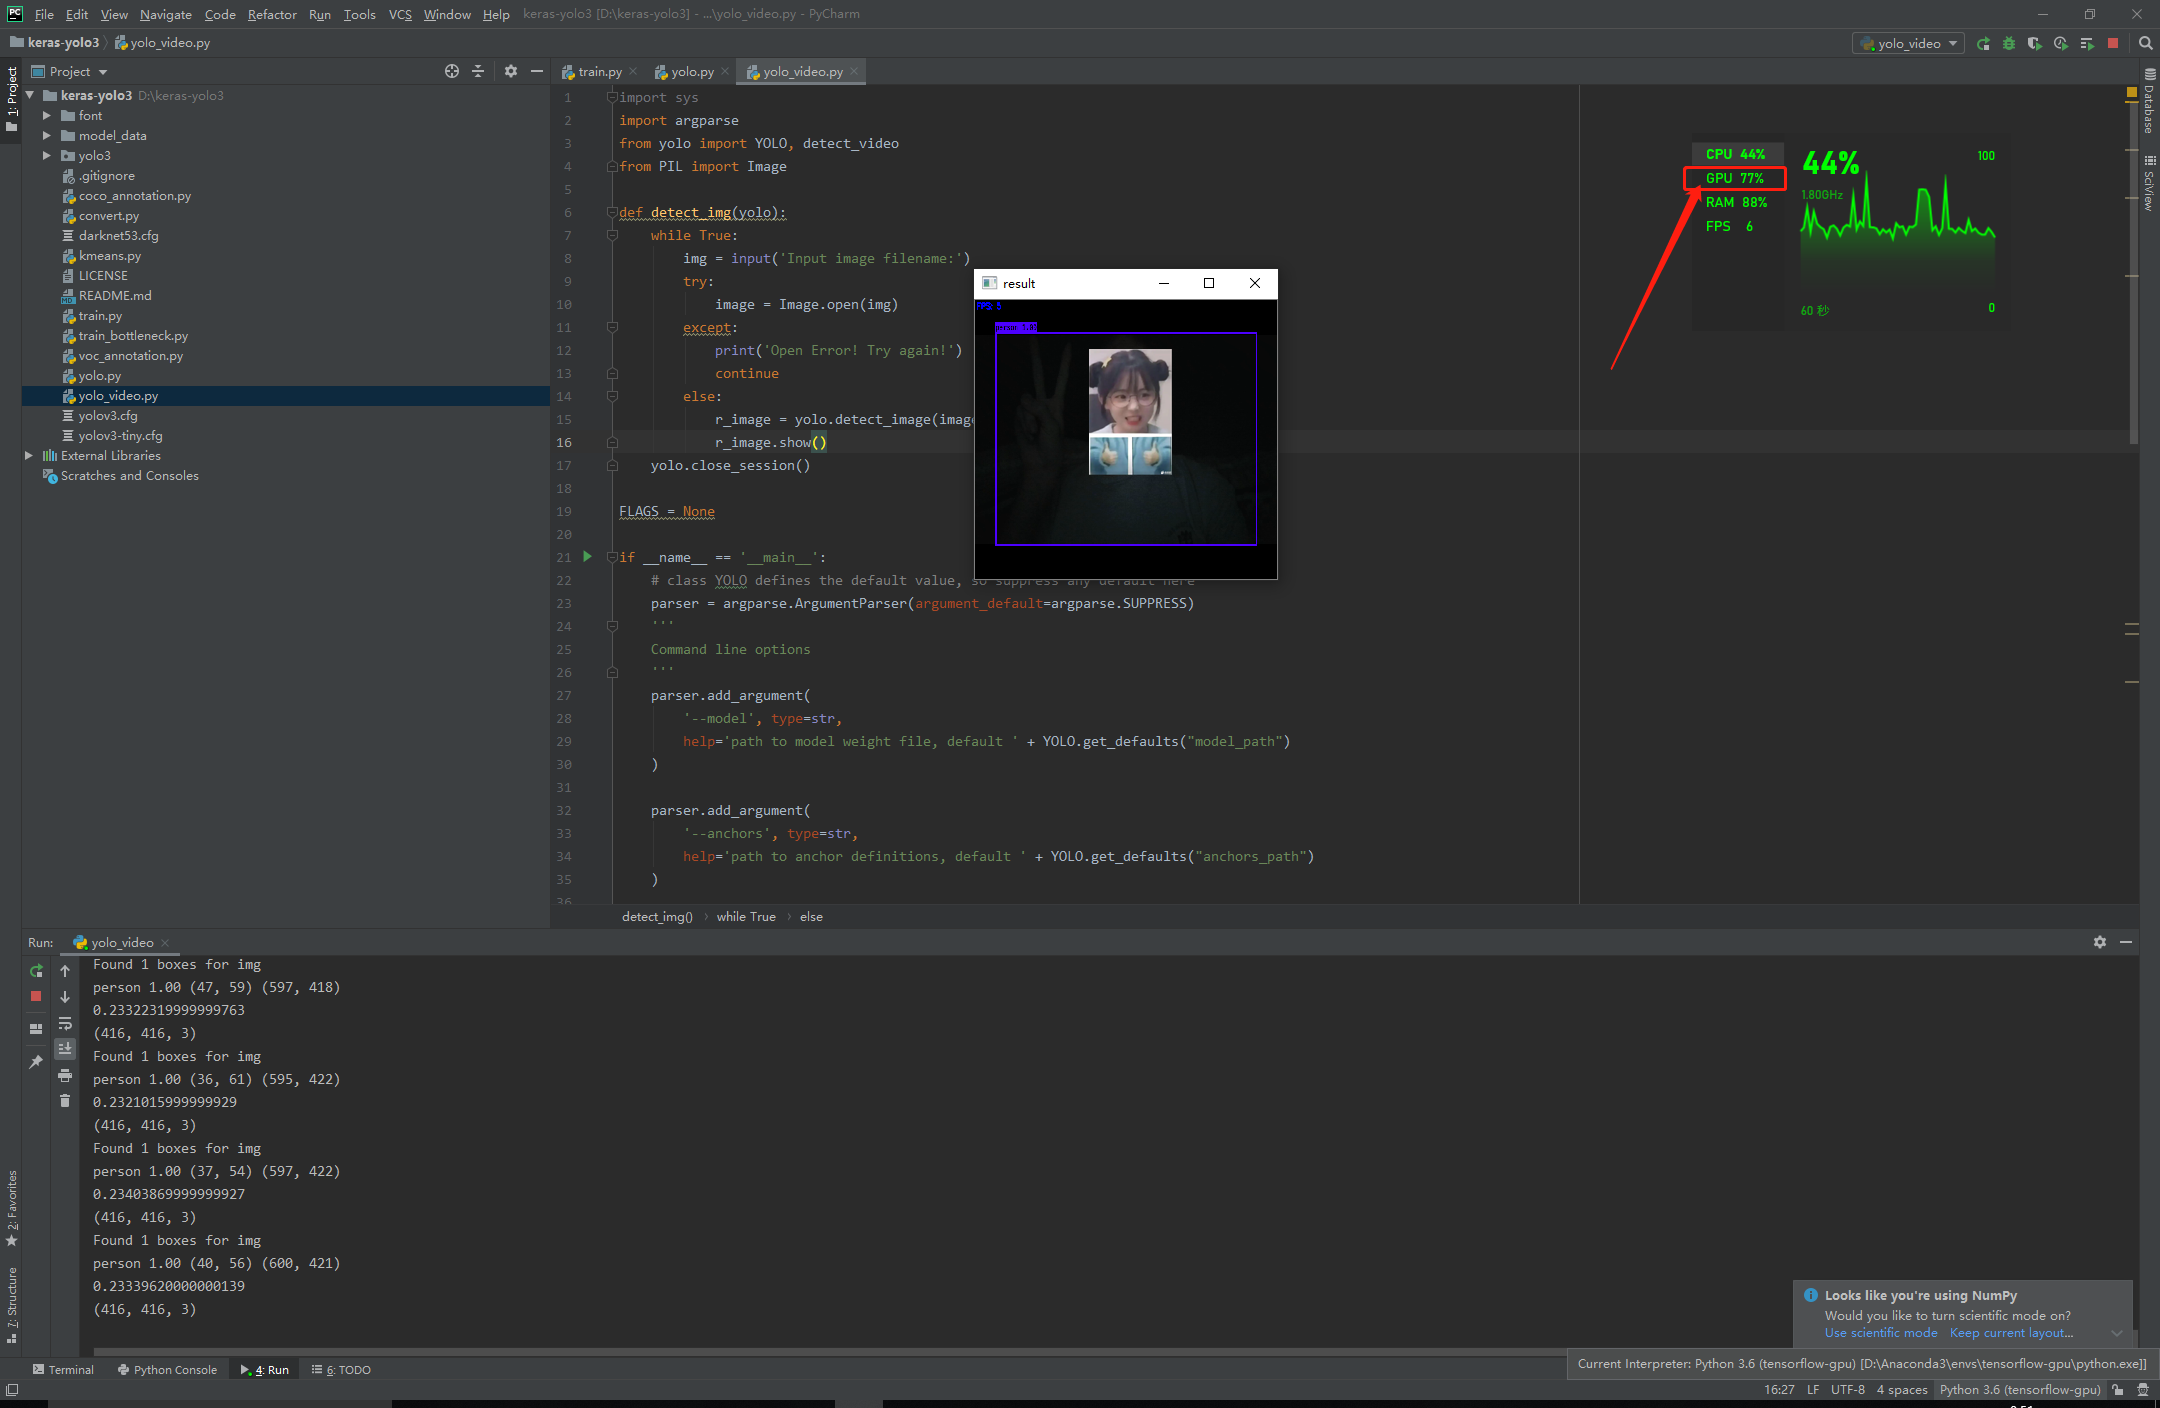 File Edit View Navigate Code Refactor Run Tools VCS Window Help keras-yolo3 [D:\keras-yolo3] - ...\yolo_video.py - PyCharm
keras-yolo3 yolo_video.py
yolo_video
Project
train.py yolo.py yolo_video.py
1: Project
keras-yolo3 D:\keras-yolo3
font
model_data
yolo3
.gitignore
coco_annotation.py
convert.py
darknet53.cfg
kmeans.py
LICENSE
README.md
train.py
train_bottleneck.py
voc_annotation.py
yolo.py
yolo_video.py
yolov3.cfg
yolov3-tiny.cfg
External Libraries
Scratches and Consoles
1 import sys
2 import argparse
3 from yolo import YOLO, detect_video
4 from PIL import Image
5
6 def detect_img(yolo):
7 while True:
8 img = input('Input image filename:')
9 try:
10 image = Image.open(img)
11 except:
12 print('Open Error! Try again!')
13 continue
14 else:
15 r_image = yolo.detect_image(image
16 r_image.show()
17 yolo.close_session()
18
19 FLAGS = None
20
21 if __name__ == '__main__':
22 # class YOLO defines the default value, so suppress any default here
23 parser = argparse.ArgumentParser(argument_default=argparse.SUPPRESS)
24 '''
25 Command line options
26 '''
27 parser.add_argument(
28 '--model', type=str,
29 help='path to model weight file, default ' + YOLO.get_defaults("model_path")
30 )
31
32 parser.add_argument(
33 '--anchors', type=str,
34 help='path to anchor definitions, default ' + YOLO.get_defaults("anchors_path")
35 )
36
detect_img() while True else
result
FPS: 5
CPU 44%
GPU 77%
RAM 88%
FPS 6
44%
100
1.80GHz
60 秒
0
Database
SciView
Run: yolo_video
Found 1 boxes for img
person 1.00 (47, 59) (597, 418)
0.23322319999999763
(416, 416, 3)
Found 1 boxes for img
person 1.00 (36, 61) (595, 422)
0.2321015999999929
(416, 416, 3)
Found 1 boxes for img
person 1.00 (37, 54) (597, 422)
0.23403869999999927
(416, 416, 3)
Found 1 boxes for img
person 1.00 (40, 56) (600, 421)
0.23339620000000139
(416, 416, 3)
2: Favorites
7: Structure
Looks like you're using NumPy
Would you like to turn scientific mode on?
Use scientific mode Keep current layout...
Terminal Python Console 4: Run 6: TODO
Current Interpreter: Python 3.6 (tensorflow-gpu) [D:\Anaconda3\envs\tensorflow-gpu\python.exe]]
16:27 LF UTF-8 4 spaces Python 3.6 (tensorflow-gpu)